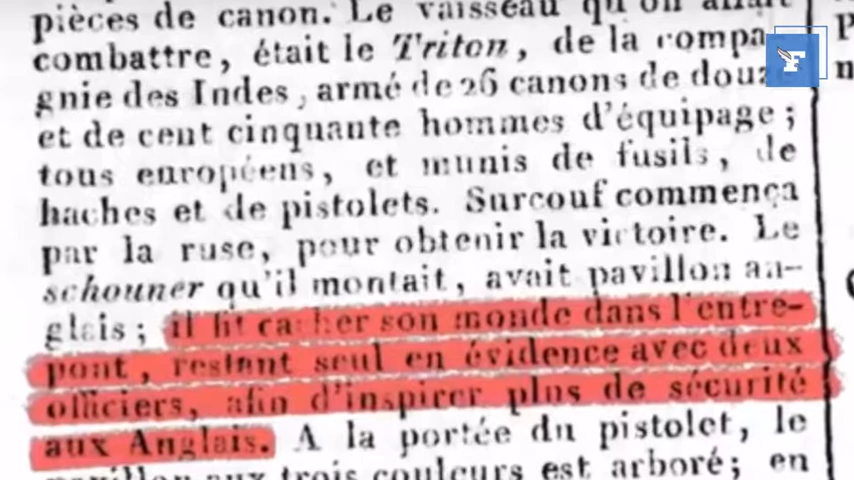 pièces de canon. Le vaisseau qu'on allait
combattre, était le Triton, de la compa-
gnie des Indes, armé de 26 canons de douze
et de cent cinquante hommes d'équipage ;
tous européens, et munis de fusils, de
haches et de pistolets. Surcouf commença
par la ruse, pour obtenir la victoire. Le
schouner qu'il montait, avait pavillon an-
glais ; il fit cacher son monde dans l'entre-
pont, restant seul en évidence avec deux
officiers, afin d'inspirer plus de sécurité
aux Anglais. A la portée du pistolet, le
pavillon aux trois couleurs est arboré ; en
F